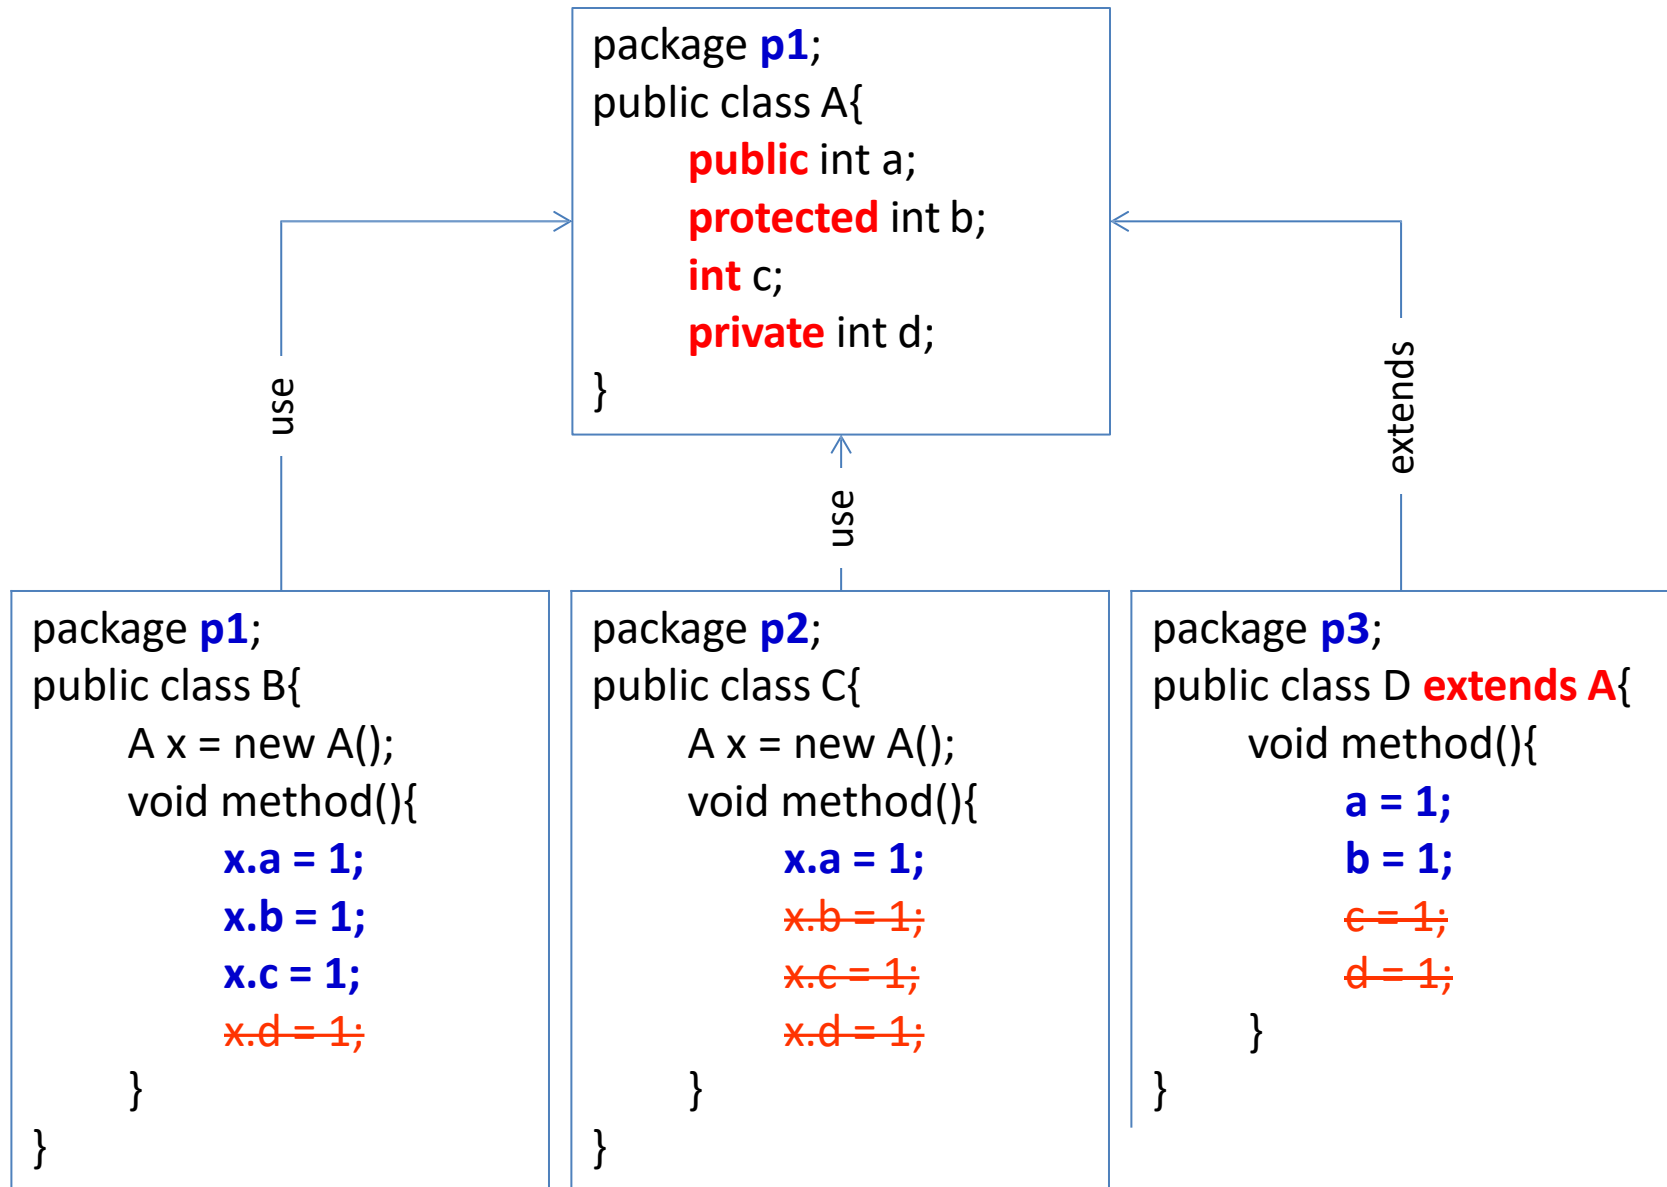 package p1;
public class A{
public int a;
protected int b;
int c;
private int d;
}
use
use
extends
package p1;
public class B{
A x = new A();
void method(){
x.a = 1;
x.b = 1;
x.c = 1;
x.d = 1;
}
}
package p2;
public class C{
A x = new A();
void method(){
x.a = 1;
x.b = 1;
x.c = 1;
x.d = 1;
}
}
package p3;
public class D extends A{
void method(){
a = 1;
b = 1;
c = 1;
d = 1;
}
}